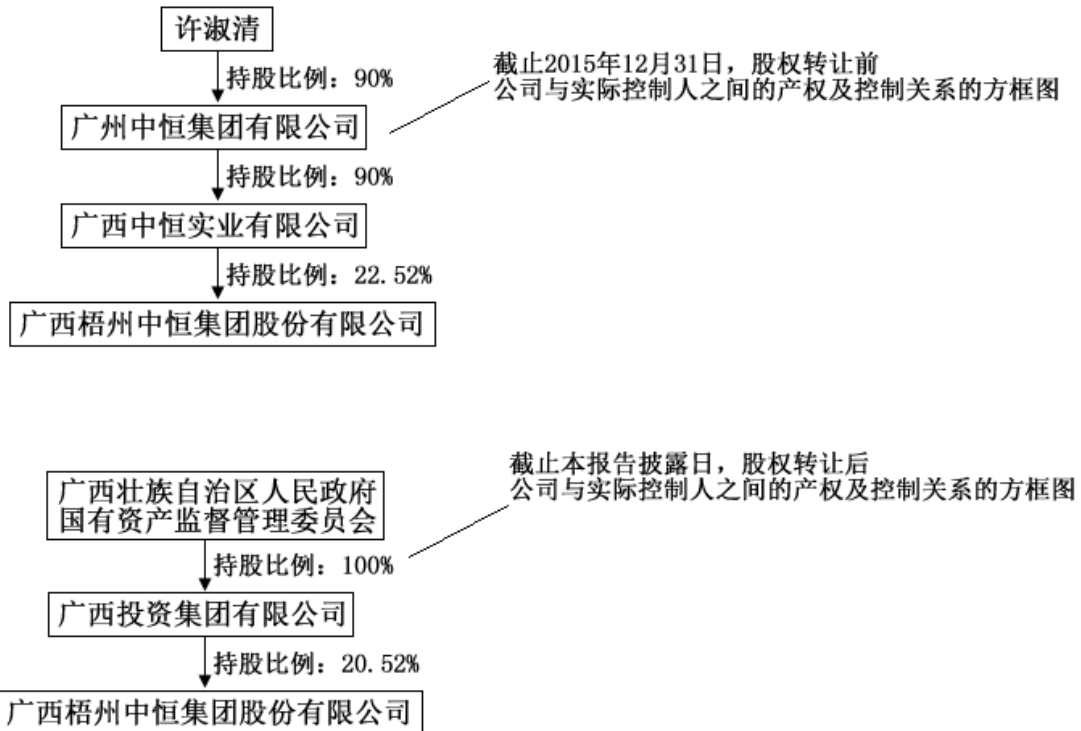 许淑清
持股比例：90%
截止2015年12月31日，股权转让前
公司与实际控制人之间的产权及控制关系的方框图
广州中恒集团有限公司
持股比例：90%
广西中恒实业有限公司
持股比例：22.52%
广西梧州中恒集团股份有限公司
截止本报告披露日，股权转让后
公司与实际控制人之间的产权及控制关系的方框图
广西壮族自治区人民政府
国有资产监督管理委员会
持股比例：100%
广西投资集团有限公司
持股比例：20.52%
广西梧州中恒集团股份有限公司